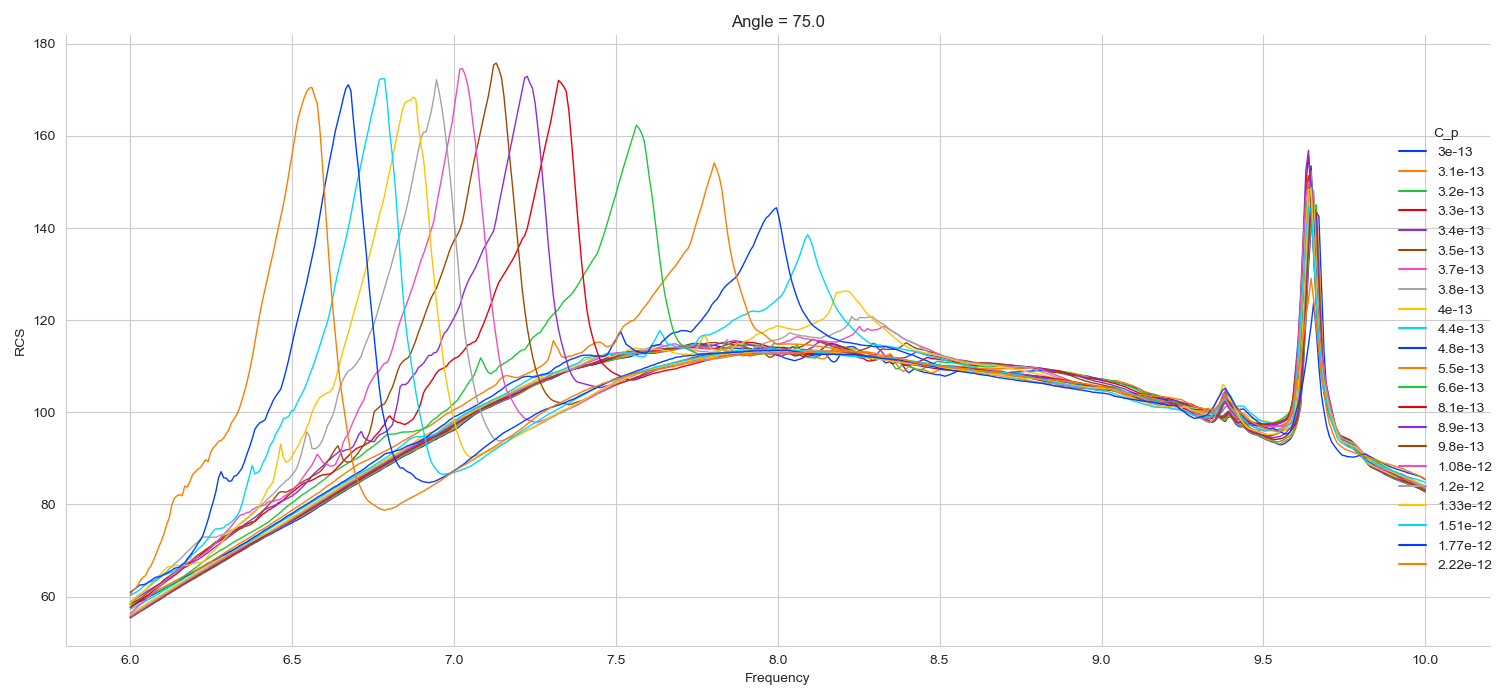 Angle = 75.0
180
160
140
120
100
80
60
RCS
6.0 6.5 7.0 7.5 8.0 8.5 9.0 9.5 10.0
Frequency
C_p
3e-13
3.1e-13
3.2e-13
3.3e-13
3.4e-13
3.5e-13
3.7e-13
3.8e-13
4e-13
4.4e-13
4.8e-13
5.5e-13
6.6e-13
8.1e-13
8.9e-13
9.8e-13
1.08e-12
1.2e-12
1.33e-12
1.51e-12
1.77e-12
2.22e-12